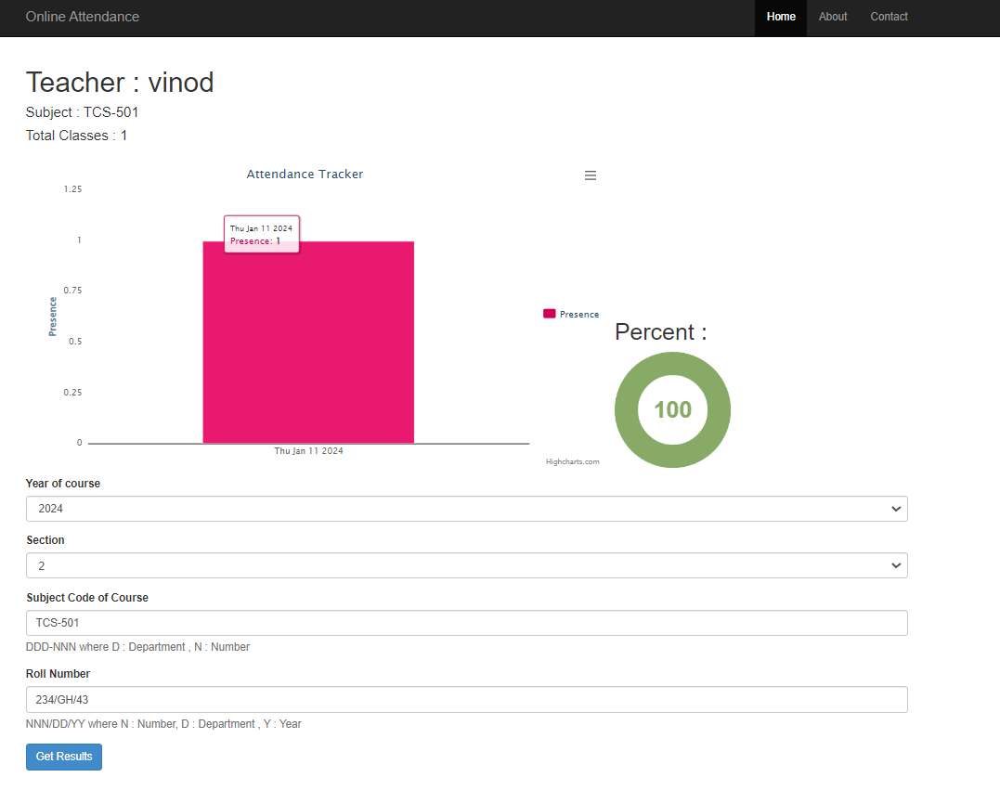 Online Attendance
Home About Contact
Teacher : vinod
Subject : TCS-501
Total Classes : 1
Attendance Tracker
1.25
1
0.75
0.5
0.25
0
Presence
Thu Jan 11 2024
Presence: 1
Thu Jan 11 2024
Presence
Highcharts.com
Percent :
100
Year of course
2024
Section
2
Subject Code of Course
TCS-501
DDD-NNN where D : Department , N : Number
Roll Number
234/GH/43
NNN/DD/YY where N : Number, D : Department , Y : Year
Get Results